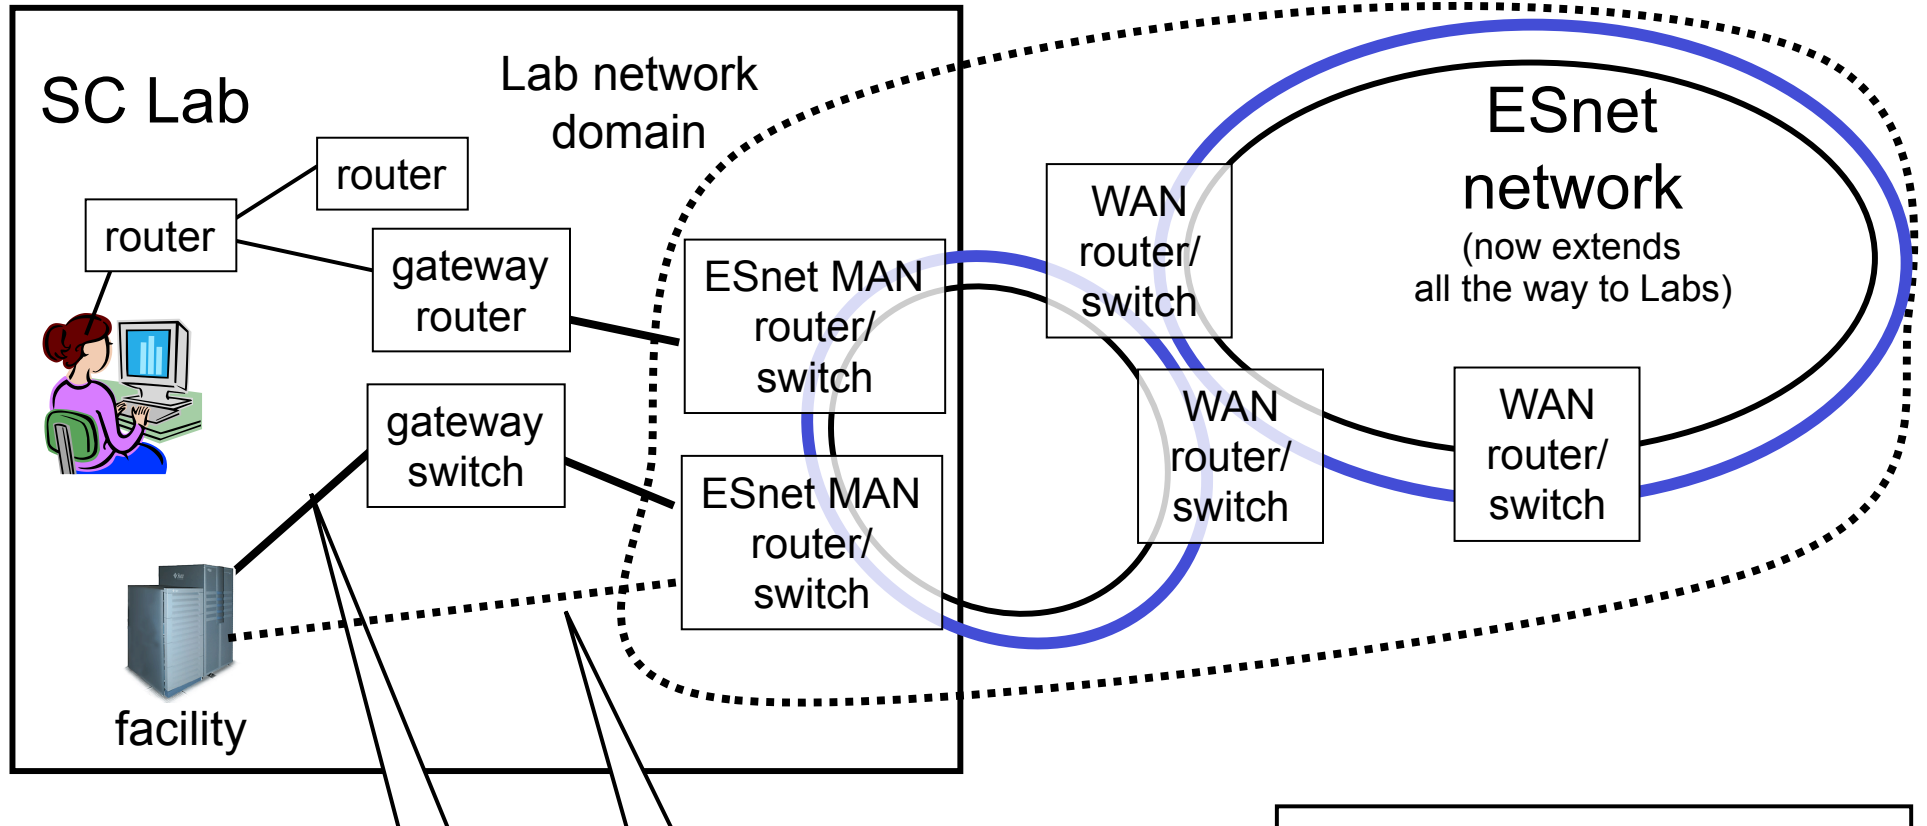 SC Lab
Lab network
domain
router
router
gateway
router
gateway
switch
facility
ESnet MAN
router/
switch
ESnet MAN
router/
switch
WAN
router/
switch
WAN
router/
switch
WAN
router/
switch
ESnet
network
(now extends
all the way to Labs)